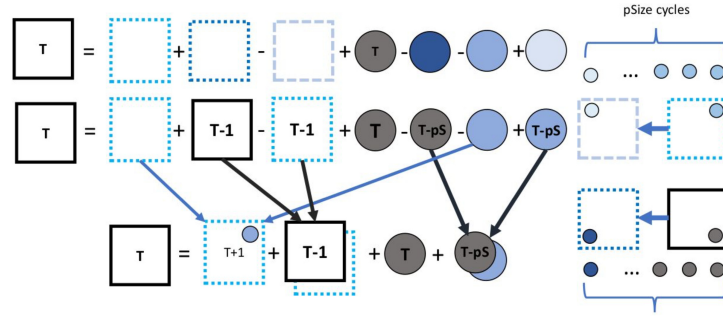 pSize cycles
T = + - + T - - +
...
T = + T-1 - T-1 + T - T-pS - + T-pS
T = T+1 + T-1 + T + T-pS
...